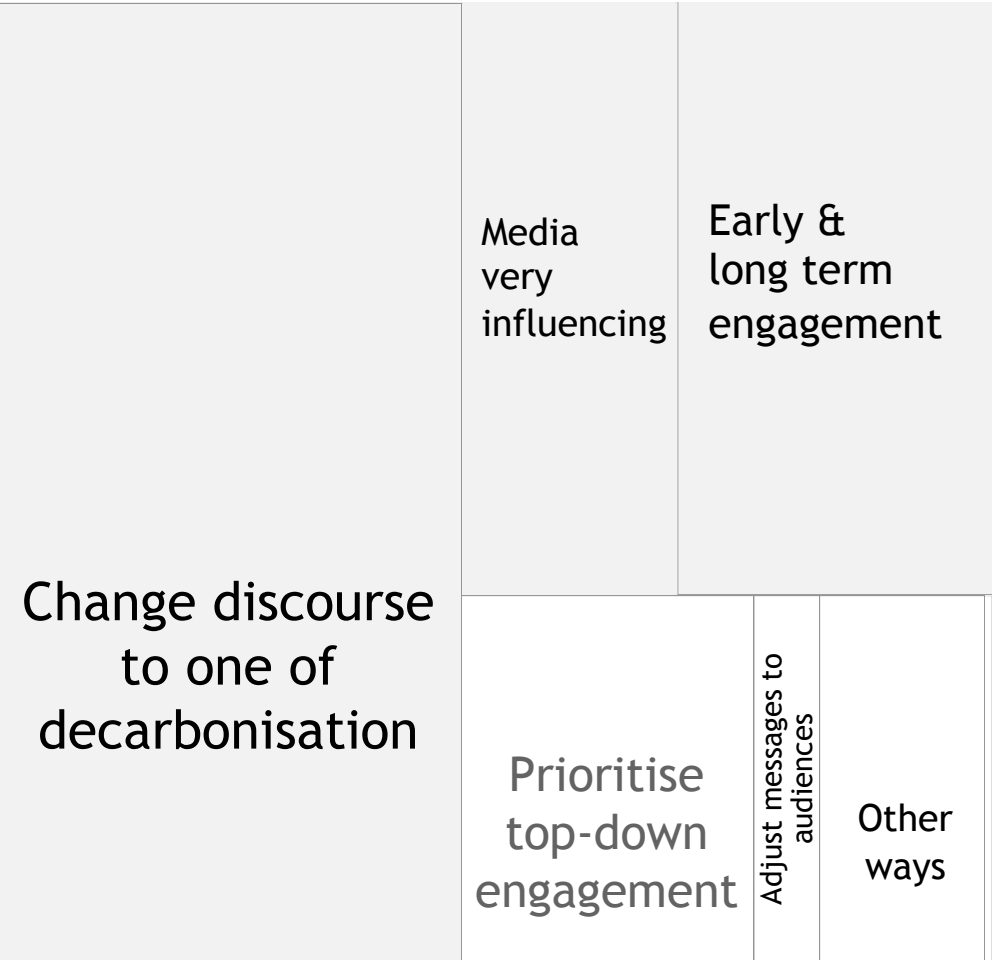 Media
very
influencing
Early &
long term
engagement
Change discourse
to one of
decarbonisation
Prioritise
top-down
engagement
Adjust messages to
audiences
Other
ways